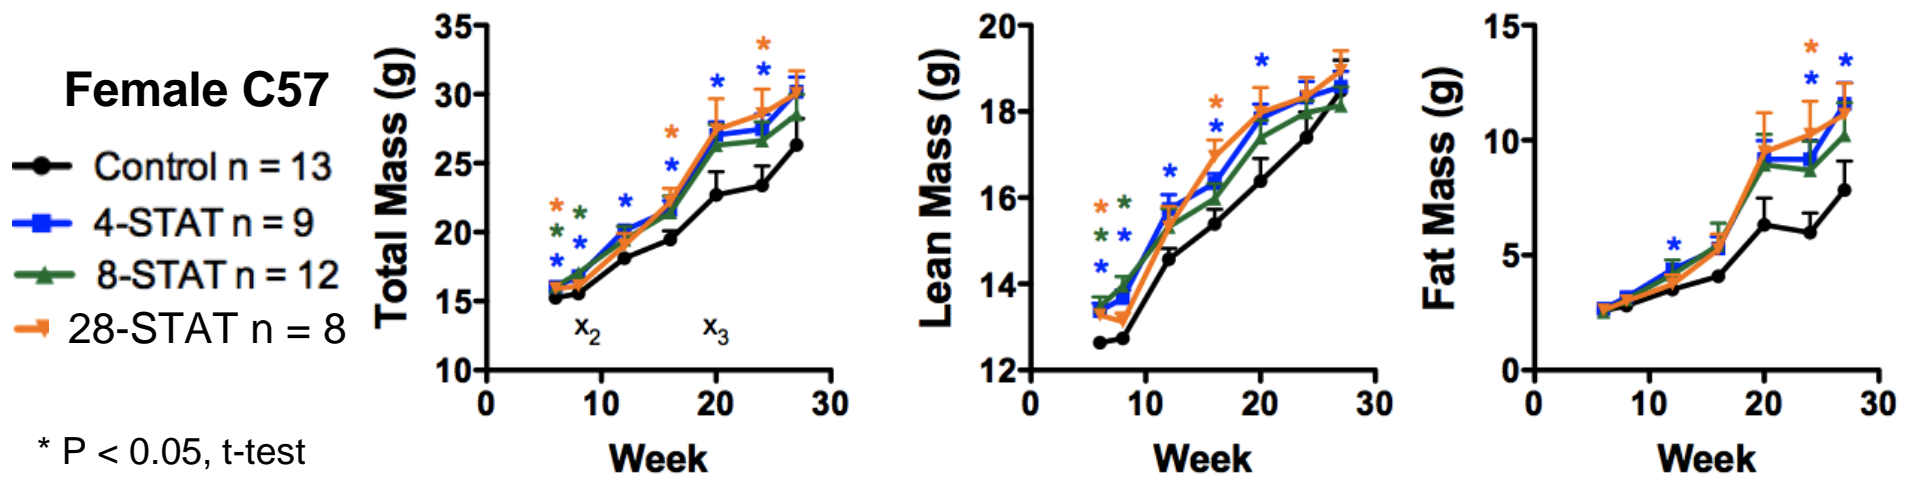 Female C57
Control n = 13
4-STAT n = 9
8-STAT n = 12
28-STAT n = 8
* P < 0.05, t-test
Total Mass (g)
35
30
25
20
15
10
* * * * * * * * * * * *
x2
x3
0 10 20 30
Week
Lean Mass (g)
20
18
16
14
12
* * * * * * * * *
0 10 20 30
Week
Fat Mass (g)
15
10
5
0
* * * *
0 10 20 30
Week